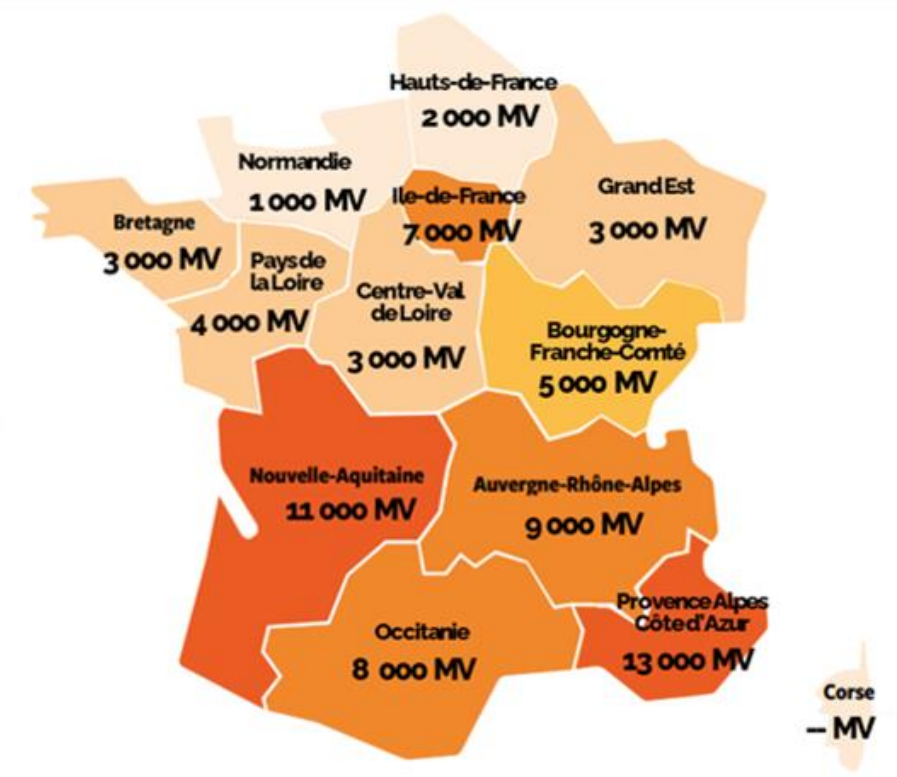 Hauts-de-France
2 000 MV
Normandie
1 000 MV
Ile-de-France
7 000 MV
Grand Est
3 000 MV
Bretagne
3 000 MV
Pays de
la Loire
4 000 MV
Centre-Val
de Loire
3 000 MV
Bourgogne-
Franche-Comté
5 000 MV
Nouvelle-Aquitaine
11 000 MV
Auvergne-Rhône-Alpes
9 000 MV
Provence Alpes
Côte d'Azur
13 000 MV
Occitanie
8 000 MV
Corse
-- MV